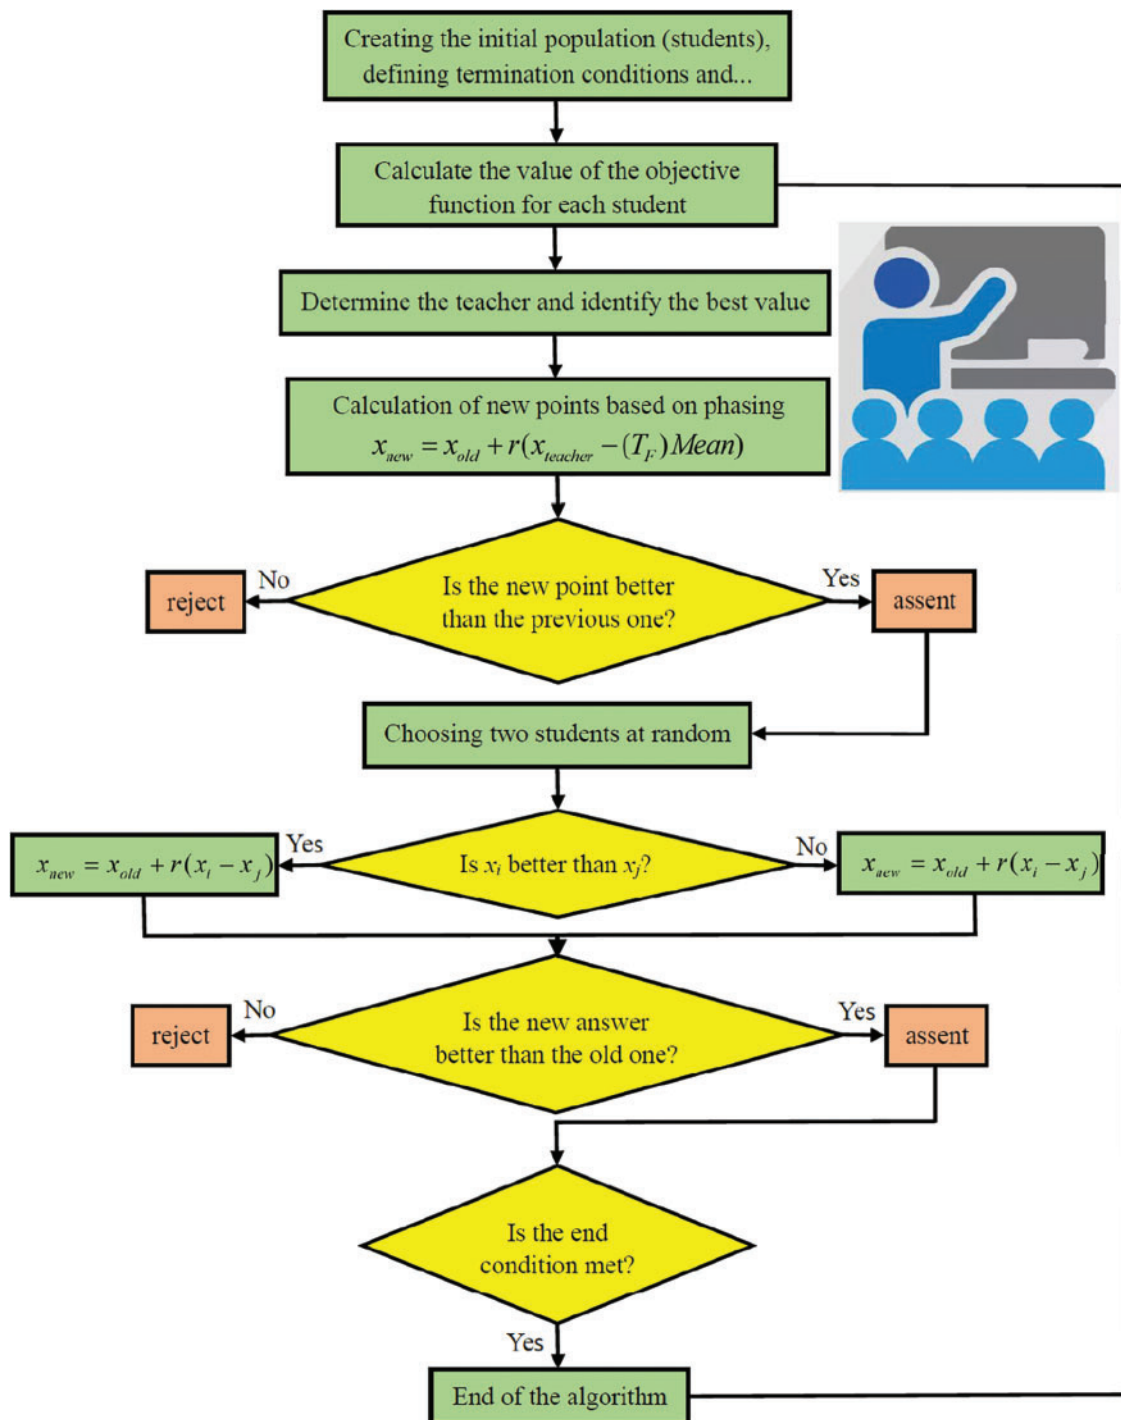 Creating the initial population (students),
defining termination conditions and...
Calculate the value of the objective
function for each student
Determine the teacher and identify the best value
Calculation of new points based on phasing
x_new = x_old + r(x_teacher − (T_F)Mean)
No
Yes
reject
Is the new point better
than the previous one?
assent
Choosing two students at random
Yes
No
x_new = x_old + r(x_i − x_j)
Is x_i better than x_j?
x_new = x_old + r(x_i − x_j)
No
Yes
reject
Is the new answer
better than the old one?
assent
Is the end
condition met?
Yes
End of the algorithm